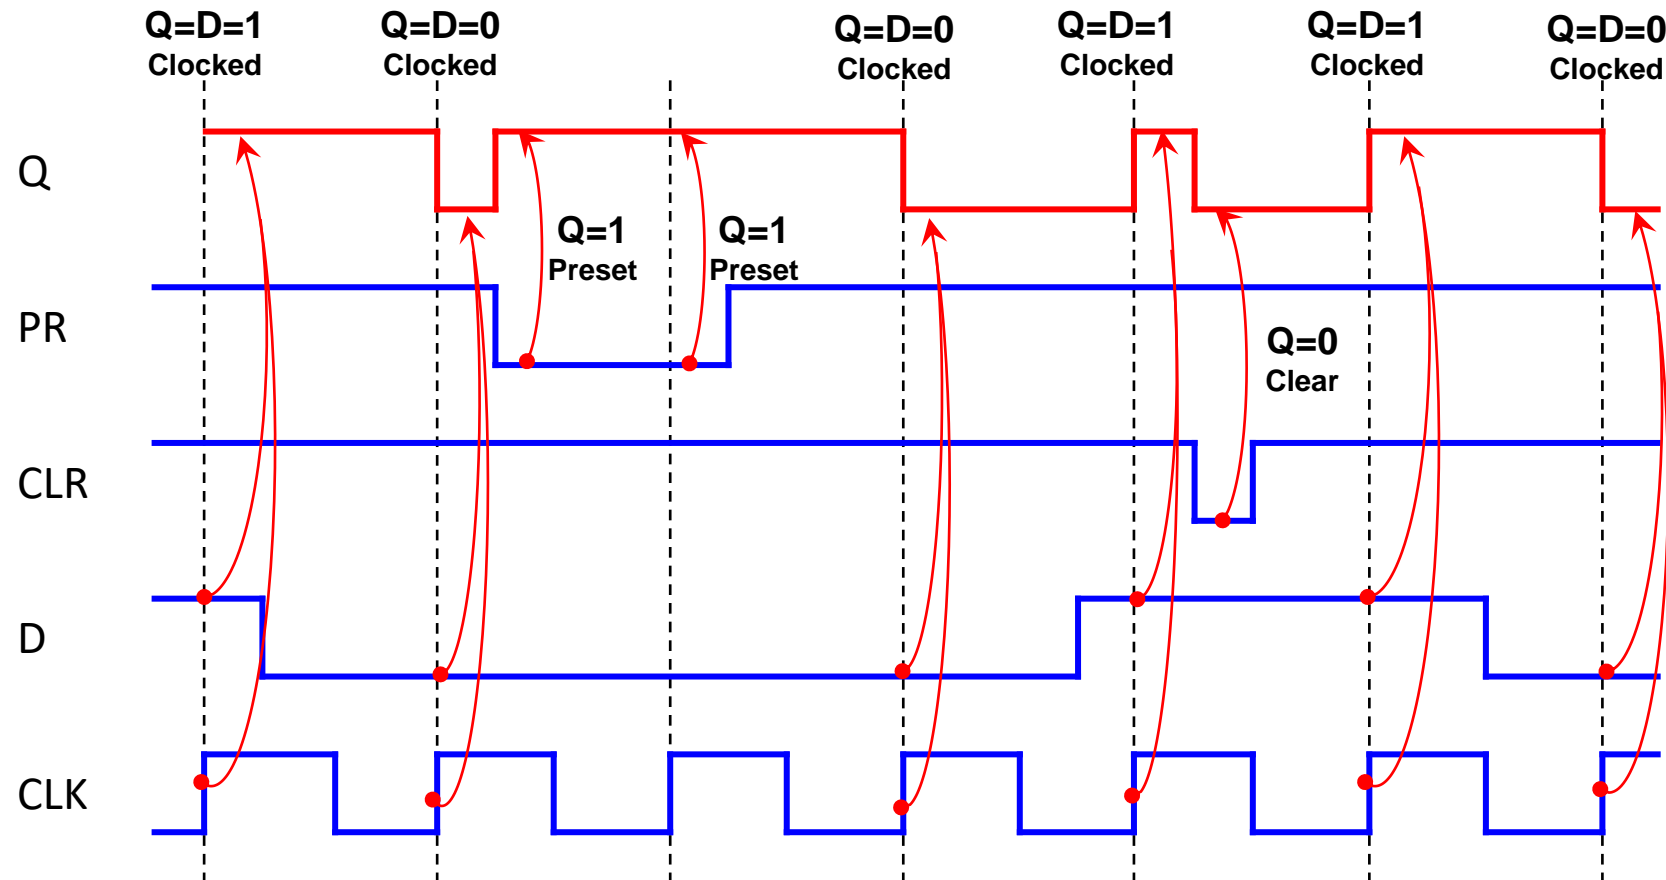 Q=D=1
Clocked
Q=D=0
Clocked
Q=D=0
Clocked
Q=D=1
Clocked
Q=D=1
Clocked
Q=D=0
Clocked
Q
Q=1
Preset
Q=1
Preset
PR
Q=0
Clear
CLR
D
CLK